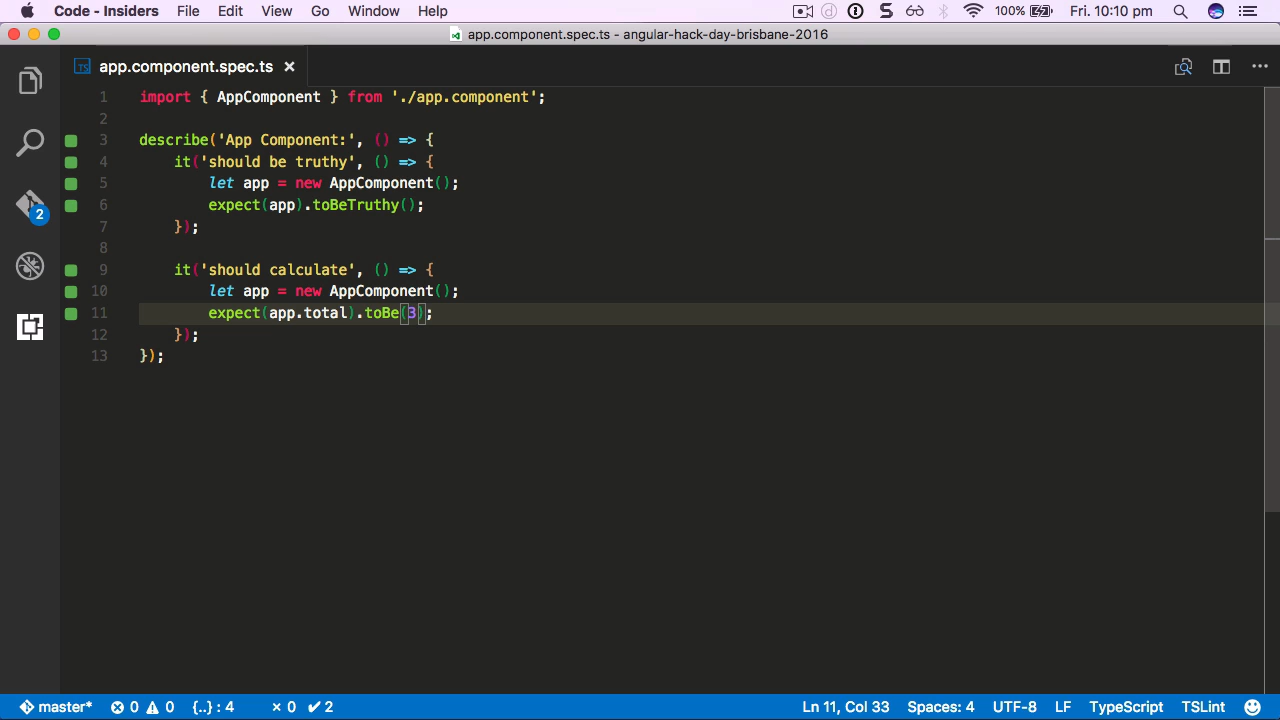 Code - Insiders File Edit View Go Window Help 100% Fri. 10:10 pm
app.component.spec.ts - angular-hack-day-brisbane-2016
TS app.component.spec.ts ×
1 import { AppComponent } from './app.component';
2
3 describe('App Component:', () => {
4 it('should be truthy', () => {
5 let app = new AppComponent();
6 expect(app).toBeTruthy();
7 });
8
9 it('should calculate', () => {
10 let app = new AppComponent();
11 expect(app.total).toBe(3);
12 });
13 });
2
master* 0 0 {..} : 4 × 0 ✔ 2 Ln 11, Col 33 Spaces: 4 UTF-8 LF TypeScript TSLint